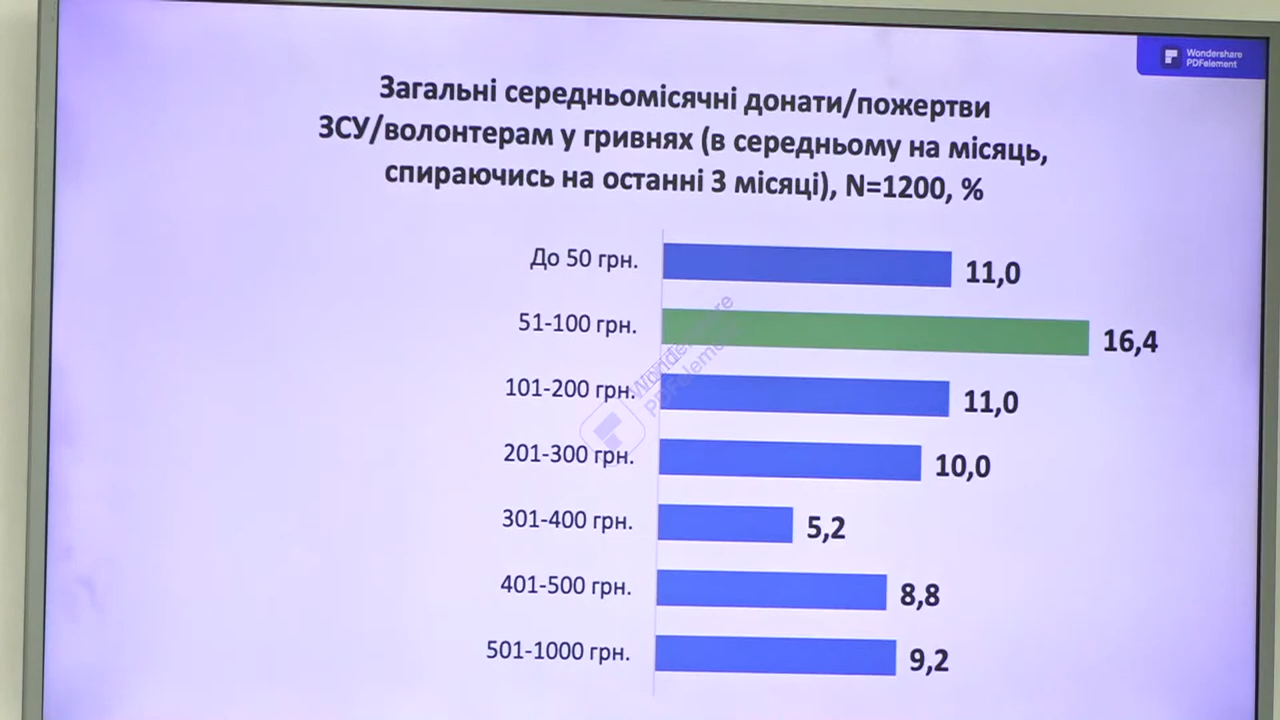 Wondershare
PDFelement
Загальні середньомісячні донати/пожертви
ЗСУ/волонтерам у гривнях (в середньому на місяць,
спираючись на останні 3 місяці), N=1200, %
До 50 грн. 11,0
51-100 грн. 16,4
101-200 грн. 11,0
201-300 грн. 10,0
301-400 грн. 5,2
401-500 грн. 8,8
501-1000 грн. 9,2
Wondershare
PDFelement